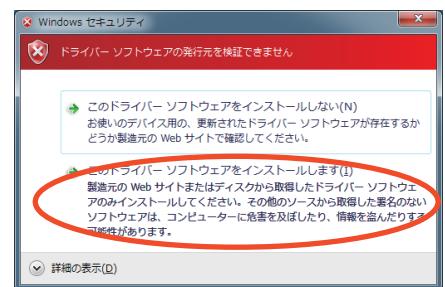 Windows セキュリティ
ドライバー ソフトウェアの発行元を検証できません
このドライバー ソフトウェアをインストールしない(N)
お使いのデバイス用の、更新されたドライバー ソフトウェアが存在するか
どうか製造元の Web サイトで確認してください。
このドライバー ソフトウェアをインストールします(I)
製造元の Web サイトまたはディスクから取得したドライバー ソフトウェ
アのみインストールしてください。その他のソースから取得した署名のない
ソフトウェアは、コンピューターに危害を及ぼしたり、情報を盗んだりする
可能性があります。
詳細の表示(D)